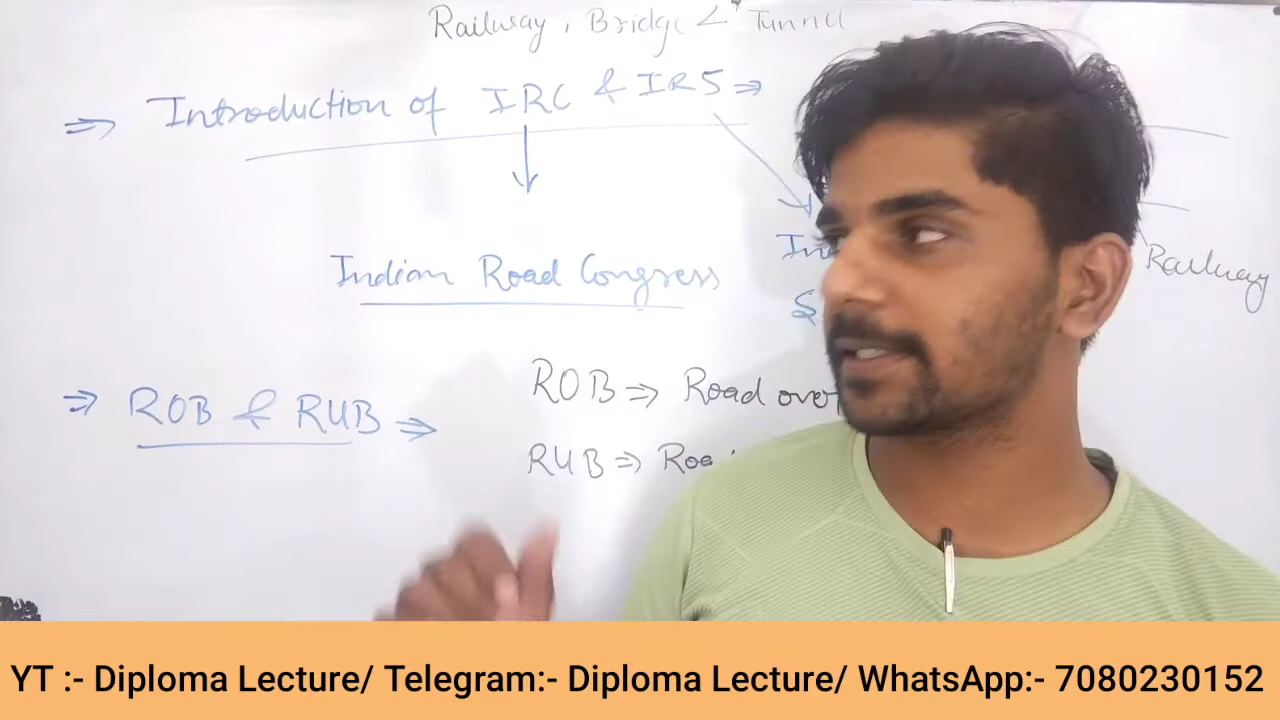 Railway, Bridge & Tunnel
⇒ Introduction of IRC & IRS ⇒
Indian Road Congress
Railway
⇒ ROB & RUB ⇒
ROB ⇒ Road over
RUB ⇒
YT :- Diploma Lecture/ Telegram:- Diploma Lecture/ WhatsApp:- 7080230152